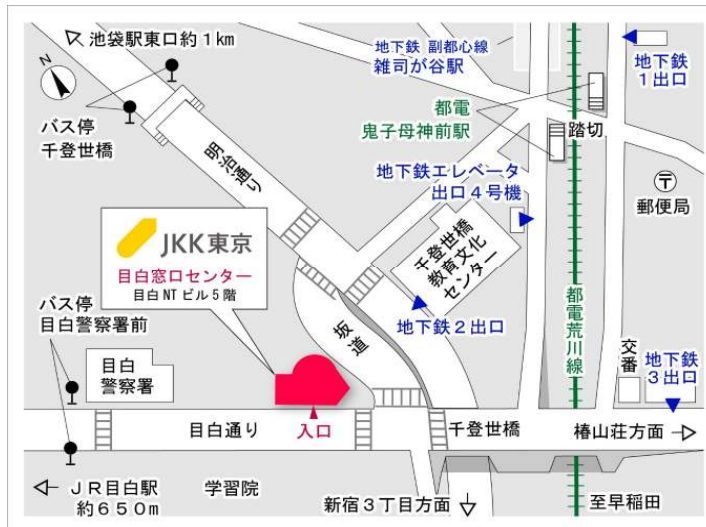 池袋駅東口約1km
N
バス停
千登世橋
明治通り
地下鉄 副都心線
雑司が谷駅
都電
鬼子母神前駅
踏切
地下鉄
1出口
地下鉄エレベータ
出口4号機
〒
郵便局
JKK東京
目白窓口センター
目白NTビル5階
千登世橋
教育文化
センター
地下鉄2出口
バス停
目白警察署前
目白
警察署
坂道
都電荒川線
交番
地下鉄
3出口
目白通り
入口
千登世橋
椿山荘方面
JR目白駅
約650m
学習院
新宿3丁目方面
至早稲田